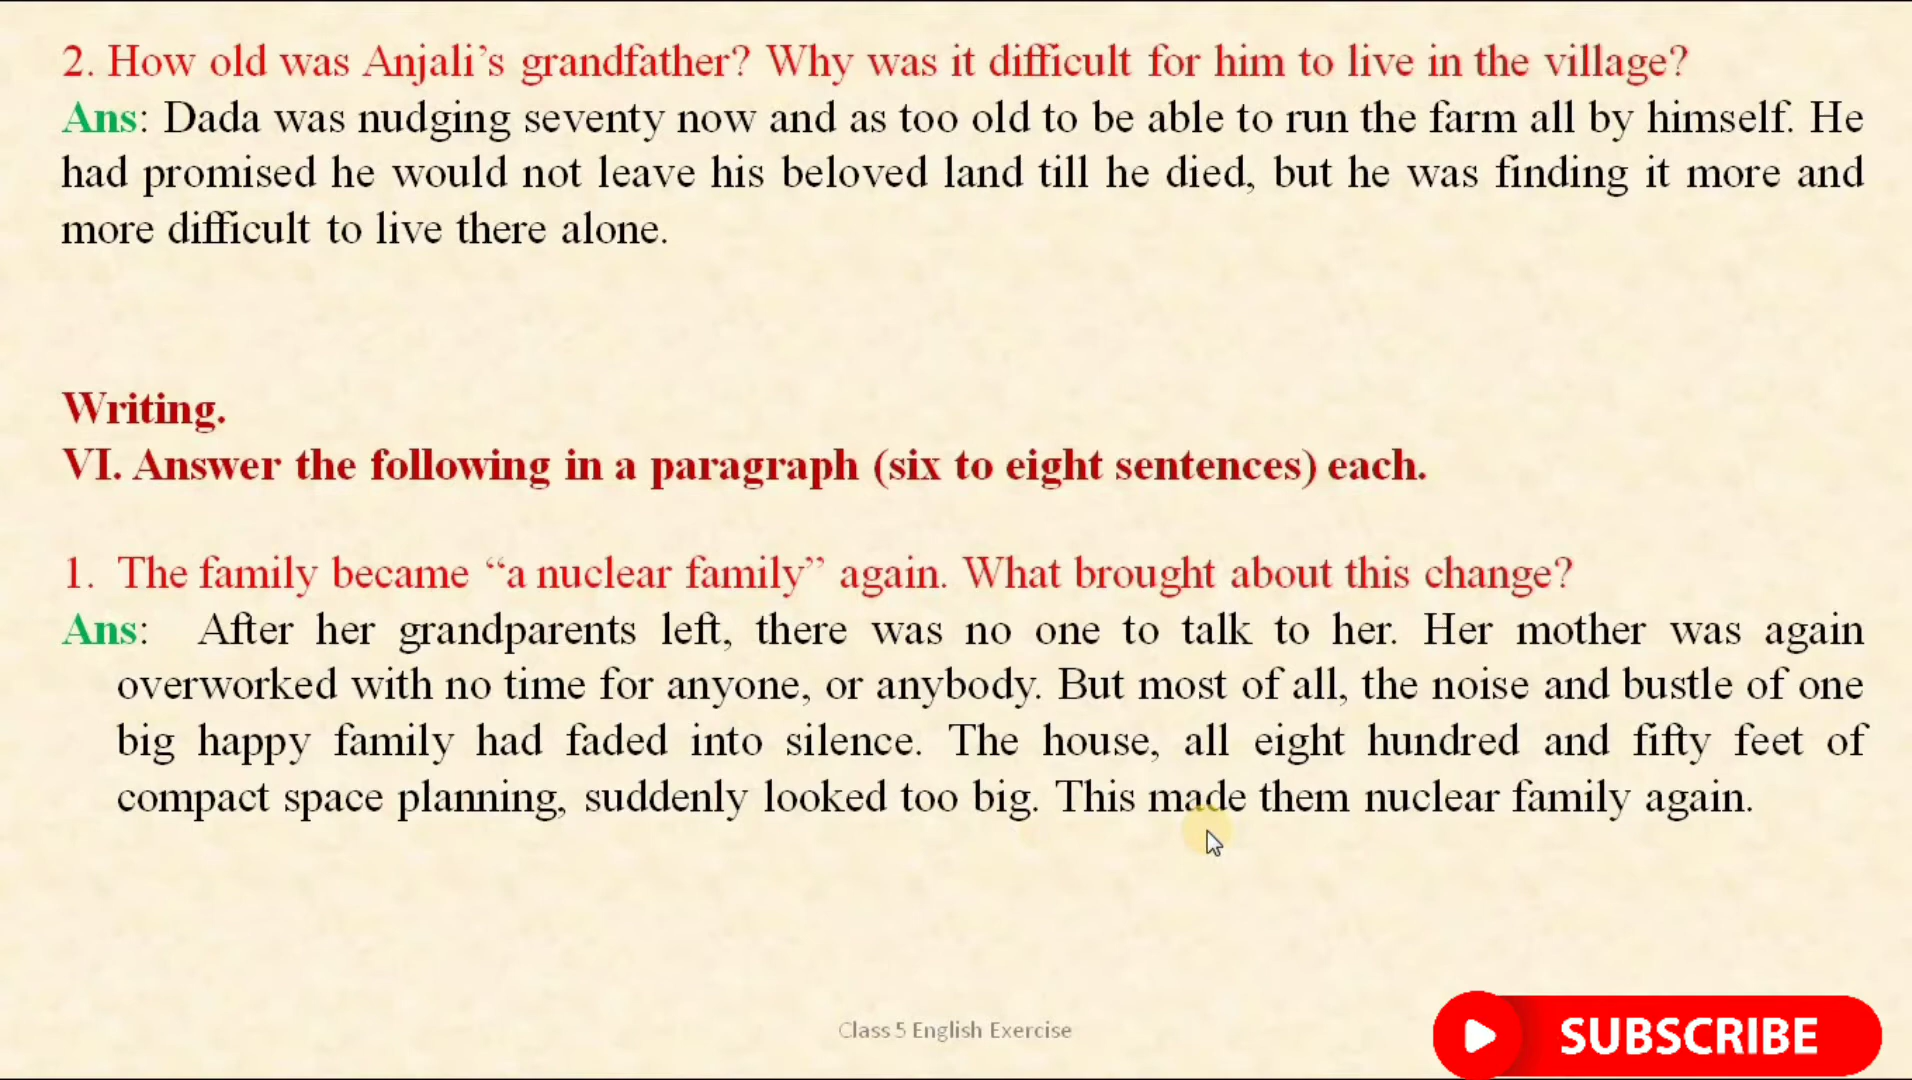 2. How old was Anjali’s grandfather? Why was it difficult for him to live in the village?
Ans: Dada was nudging seventy now and as too old to be able to run the farm all by himself. He
had promised he would not leave his beloved land till he died, but he was finding it more and
more difficult to live there alone.
Writing.
VI. Answer the following in a paragraph (six to eight sentences) each.
1. The family became “a nuclear family” again. What brought about this change?
Ans: After her grandparents left, there was no one to talk to her. Her mother was again
overworked with no time for anyone, or anybody. But most of all, the noise and bustle of one
big happy family had faded into silence. The house, all eight hundred and fifty feet of
compact space planning, suddenly looked too big. This made them nuclear family again.
Class 5 English Exercise
SUBSCRIBE